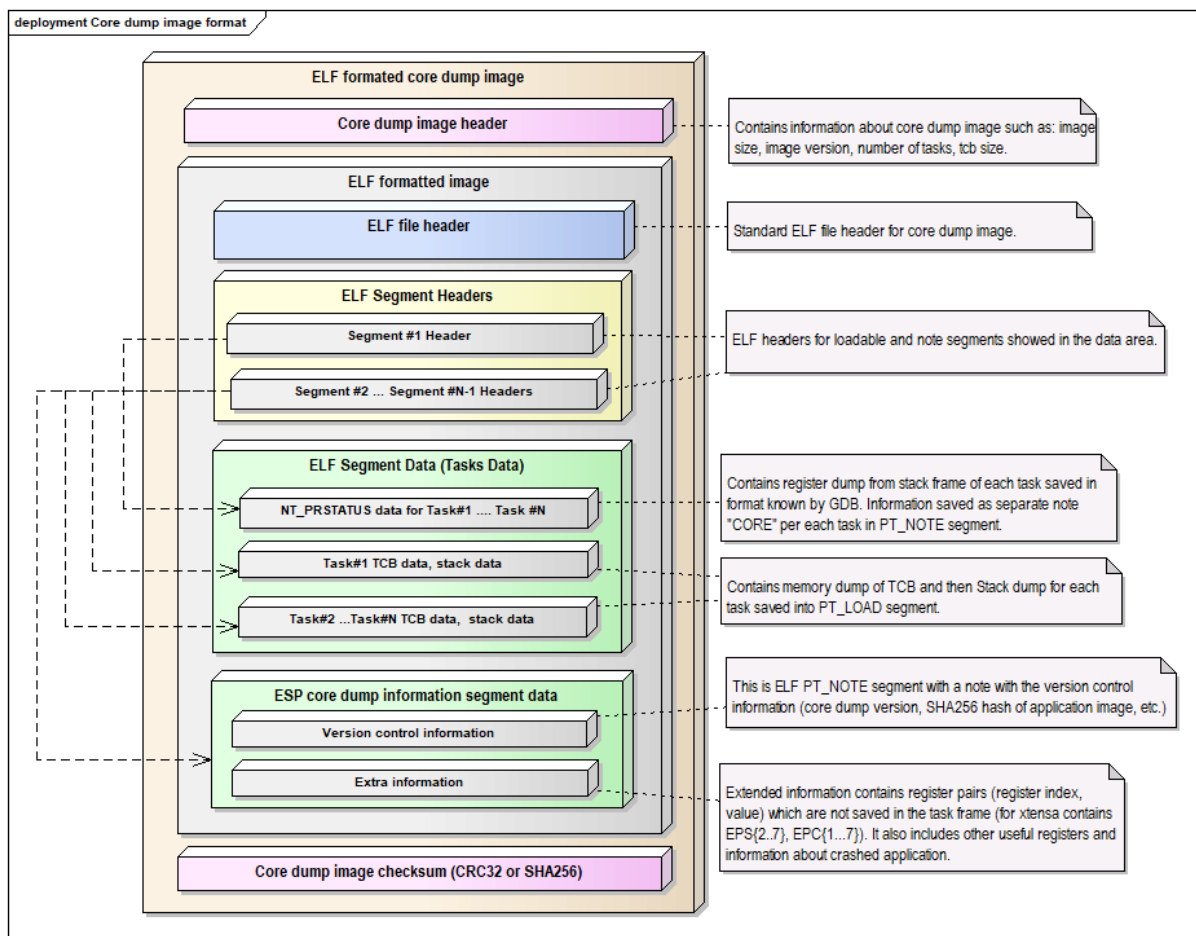 deployment Core dump image format
ELF formated core dump image
Core dump image header
Contains information about core dump image such as: image
size, image version, number of tasks, tcb size.
ELF formatted image
ELF file header
Standard ELF file header for core dump image.
ELF Segment Headers
Segment #1 Header
ELF headers for loadable and note segments showed in the data area.
Segment #2 ... Segment #N-1 Headers
ELF Segment Data (Tasks Data)
Contains register dump from stack frame of each task saved in
format known by GDB. Information saved as separate note
"CORE" per each task in PT_NOTE segment.
NT_PRSTATUS data for Task#1 .... Task #N
Task#1 TCB data, stack data
Contains memory dump of TCB and then Stack dump for each
task saved into PT_LOAD segment.
Task#2 ...Task#N TCB data, stack data
ESP core dump information segment data
This is ELF PT_NOTE segment with a note with the version control
information (core dump version, SHA256 hash of application image, etc.)
Version control information
Extra information
Extended information contains register pairs (register index,
value) which are not saved in the task frame (for xtensa contains
EPS{2..7}, EPC{1...7}). It also includes other useful registers and
information about crashed application.
Core dump image checksum (CRC32 or SHA256)